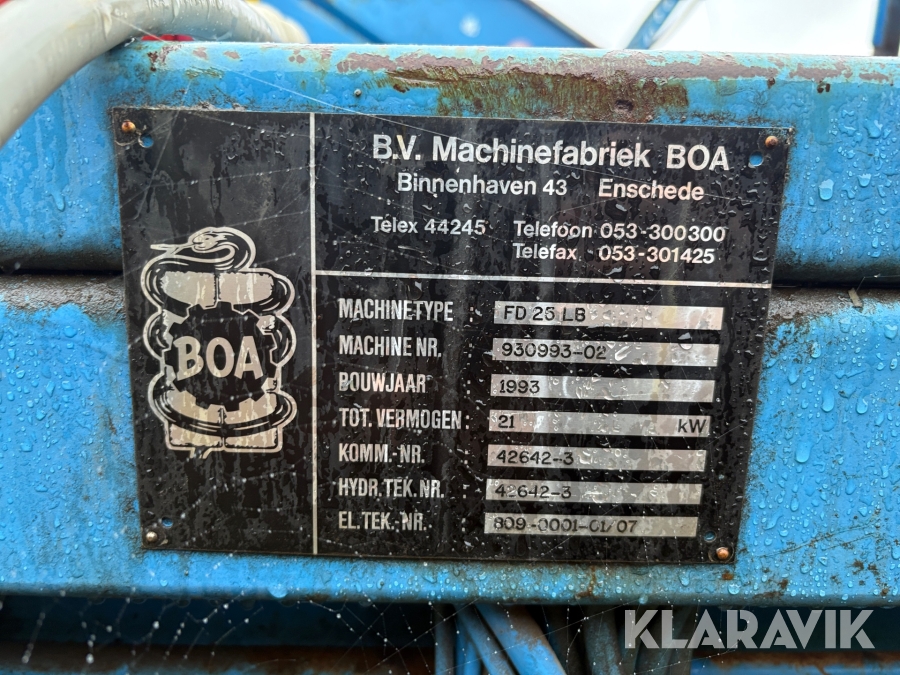 B.V. Machinefabriek BOA
Binnenhaven 43 Enschede
Telex 44245 Telefoon 053-300300
Telefax 053-301425
BOA
MACHINETYPE : FD 25 LB
MACHINE NR. 930993-02
BOUWJAAR 1993
TOT. VERMOGEN : 21 kW
KOMM.-NR. 42642-3
HYDR.TEK.NR. 42642-3
EL.TEK.-NR. 809-0001-01/07
KLARAVIK